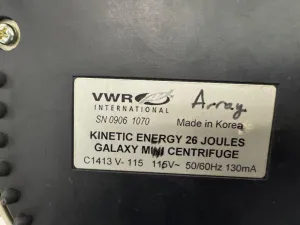 VWR Array
INTERNATIONAL
SN 0906 1070 Made in Korea
KINETIC ENERGY 26 JOULES
GALAXY MINI CENTRIFUGE
C1413 V- 115 115V~ 50/60Hz 130mA